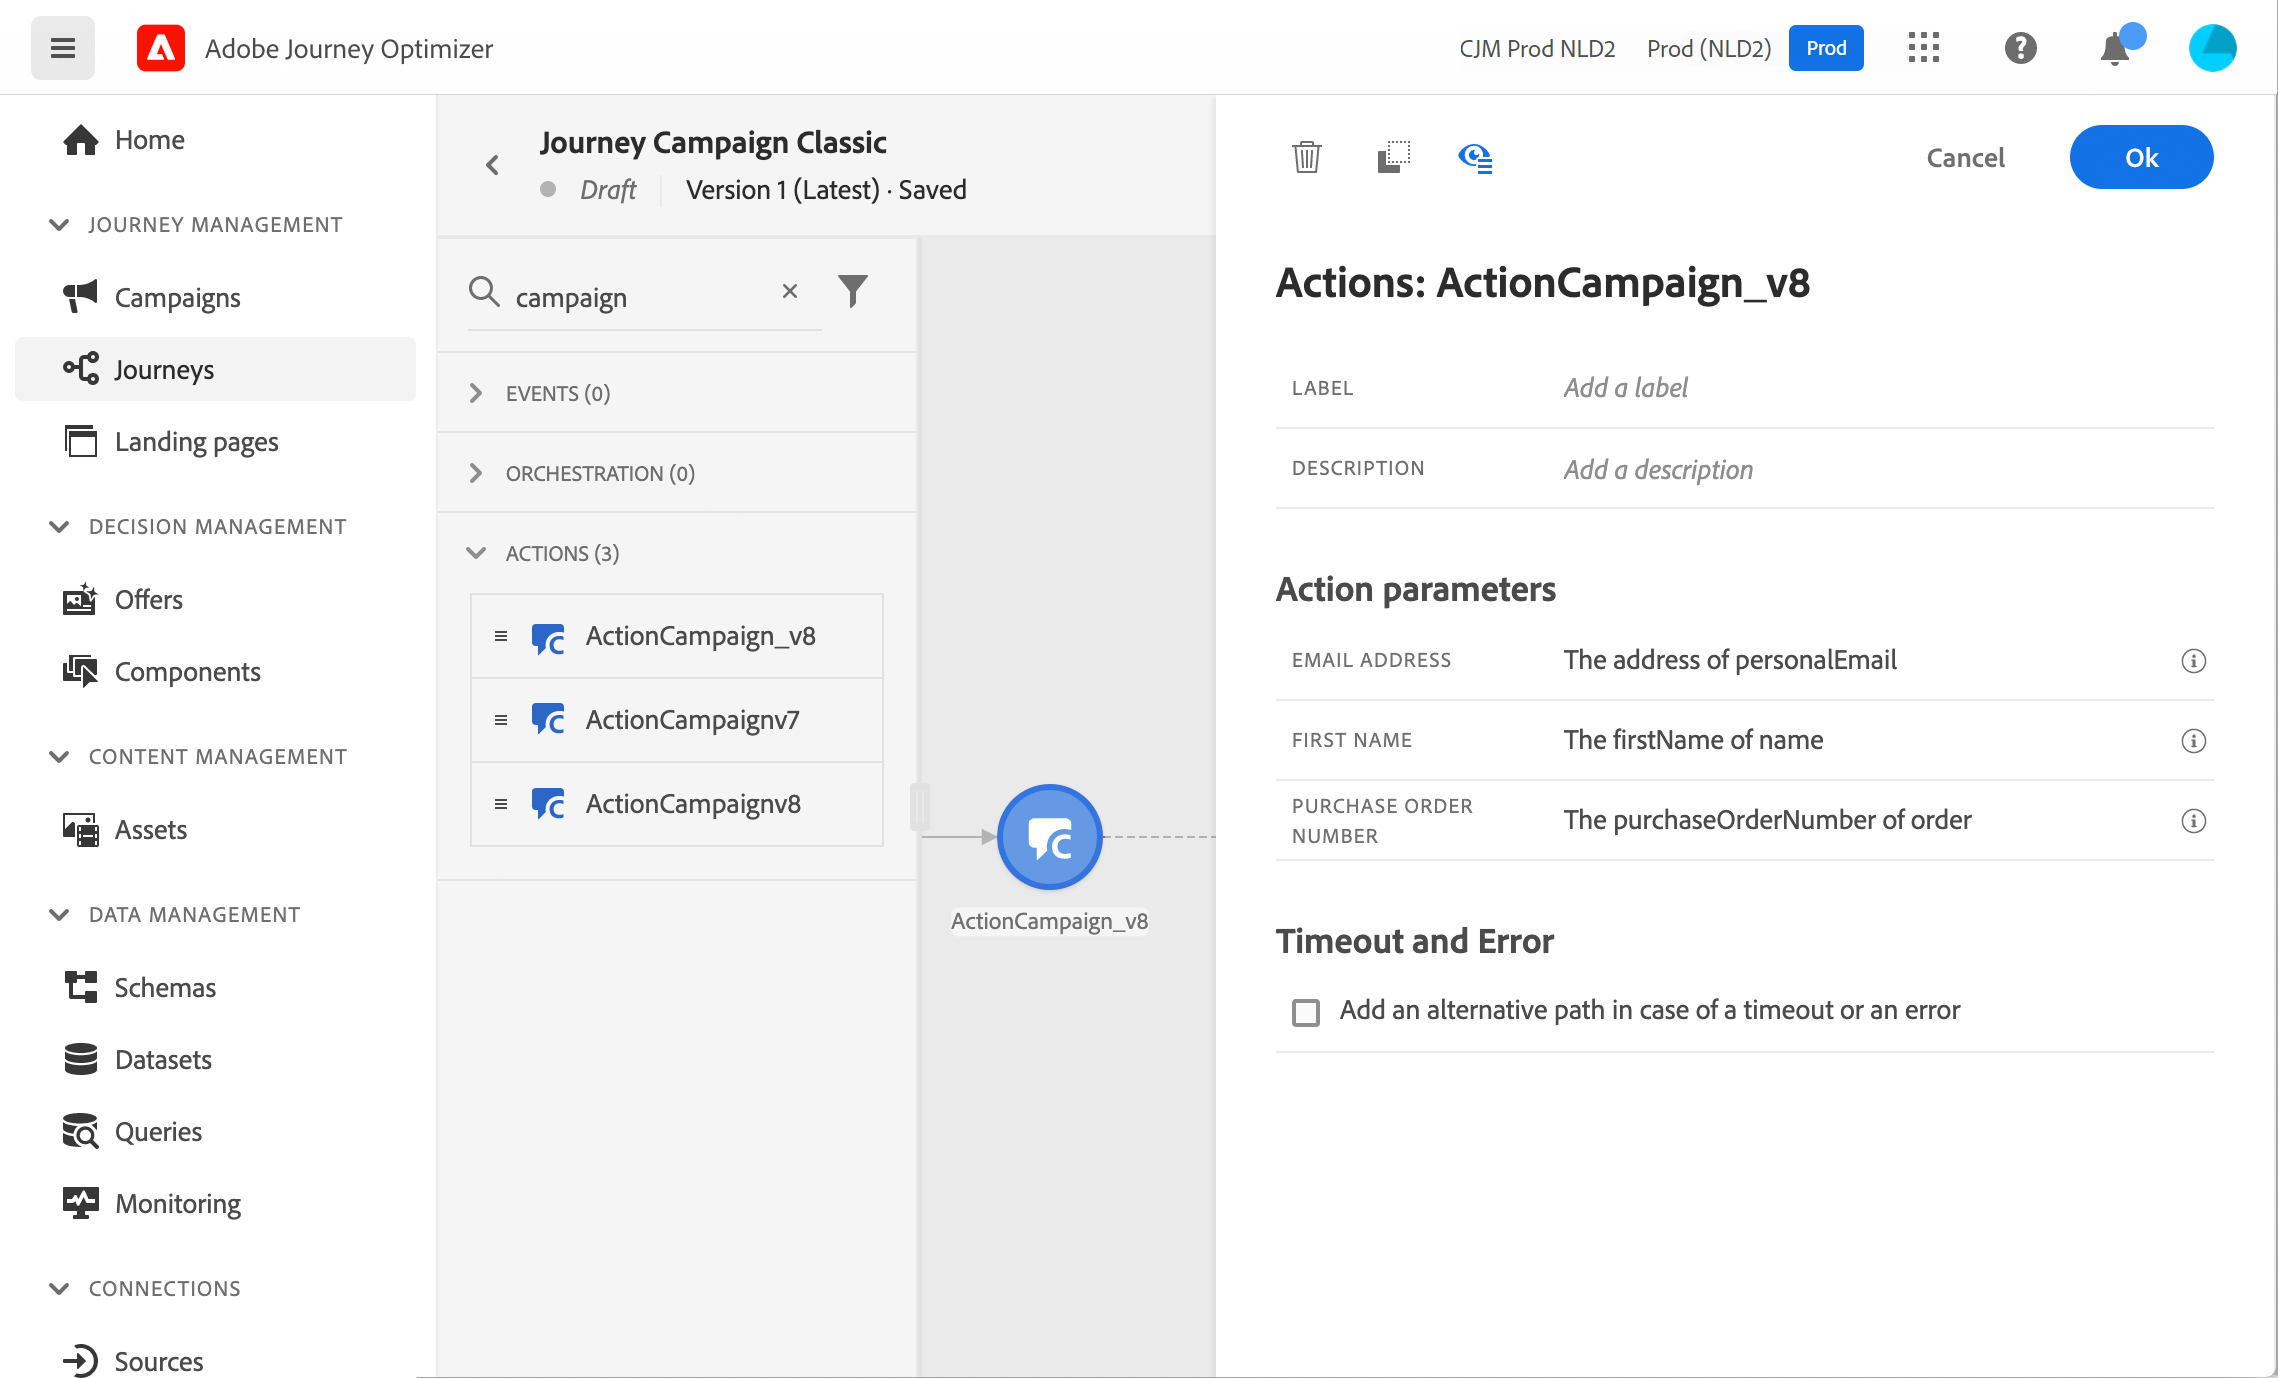 Adobe Journey Optimizer
CJM Prod NLD2
Prod (NLD2)
Prod
Home
JOURNEY MANAGEMENT
Campaigns
Journeys
Landing pages
DECISION MANAGEMENT
Offers
Components
CONTENT MANAGEMENT
Assets
DATA MANAGEMENT
Schemas
Datasets
Queries
Monitoring
CONNECTIONS
Sources
Journey Campaign Classic
Draft
Version 1 (Latest) · Saved
campaign
EVENTS (0)
ORCHESTRATION (0)
ACTIONS (3)
ActionCampaign_v8
ActionCampaignv7
ActionCampaignv8
ActionCampaign_v8
Cancel
Ok
Actions: ActionCampaign_v8
LABEL
Add a label
DESCRIPTION
Add a description
Action parameters
EMAIL ADDRESS
The address of personalEmail
FIRST NAME
The firstName of name
PURCHASE ORDER
NUMBER
The purchaseOrderNumber of order
Timeout and Error
Add an alternative path in case of a timeout or an error